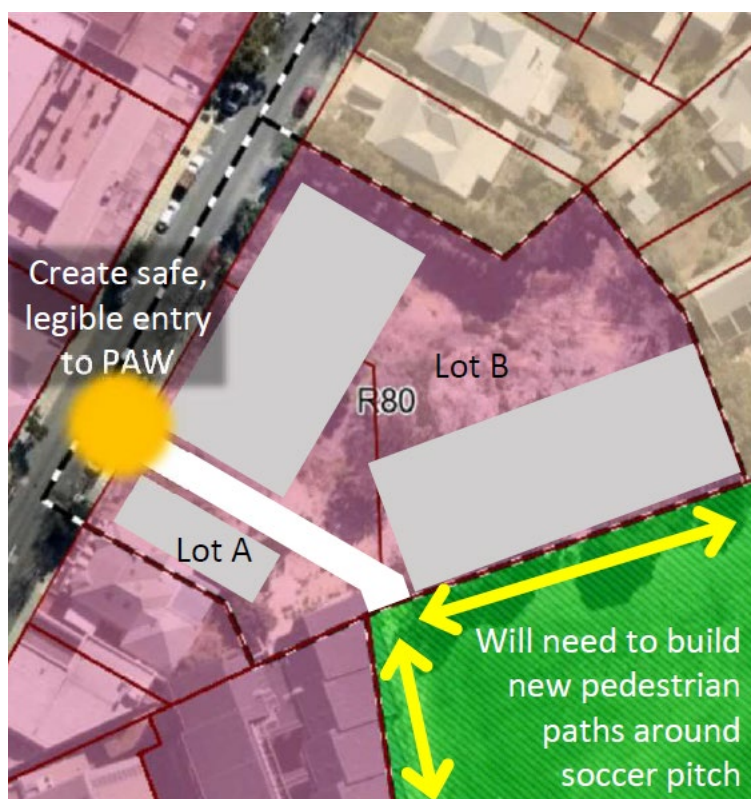 Create safe,
legible entry
to PAW
Lot B
R80
Lot A
Will need to build
new pedestrian
paths around
soccer pitch